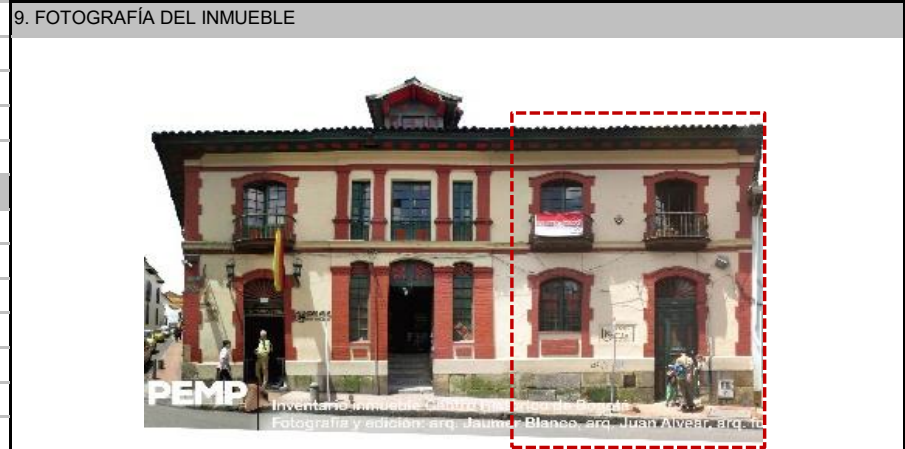 9. FOTOGRAFÍA DEL INMUEBLE
PEMP
Inventario inmueble Centro Histórico de Bogotá
Fotografía y edición: arq. Jaumer Blanco, arq. Juan Alvear, arq.